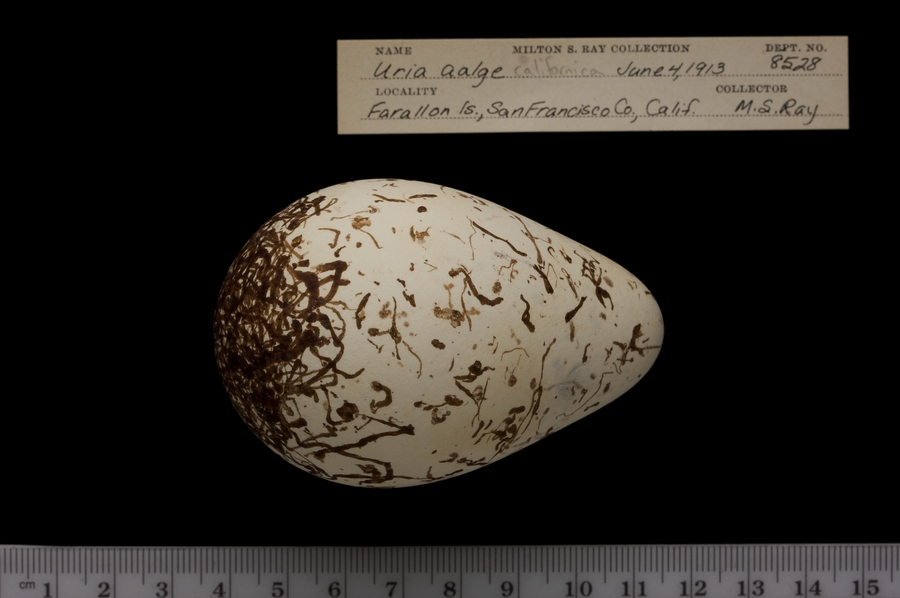 NAME MILTON S. RAY COLLECTION DEPT. NO.
Uria aalge californica June 4, 1913 8528
LOCALITY COLLECTOR
Farallon Is., San Francisco Co., Calif. M.S.Ray
cm 1 2 3 4 5 6 7 8 9 10 11 12 13 14 15